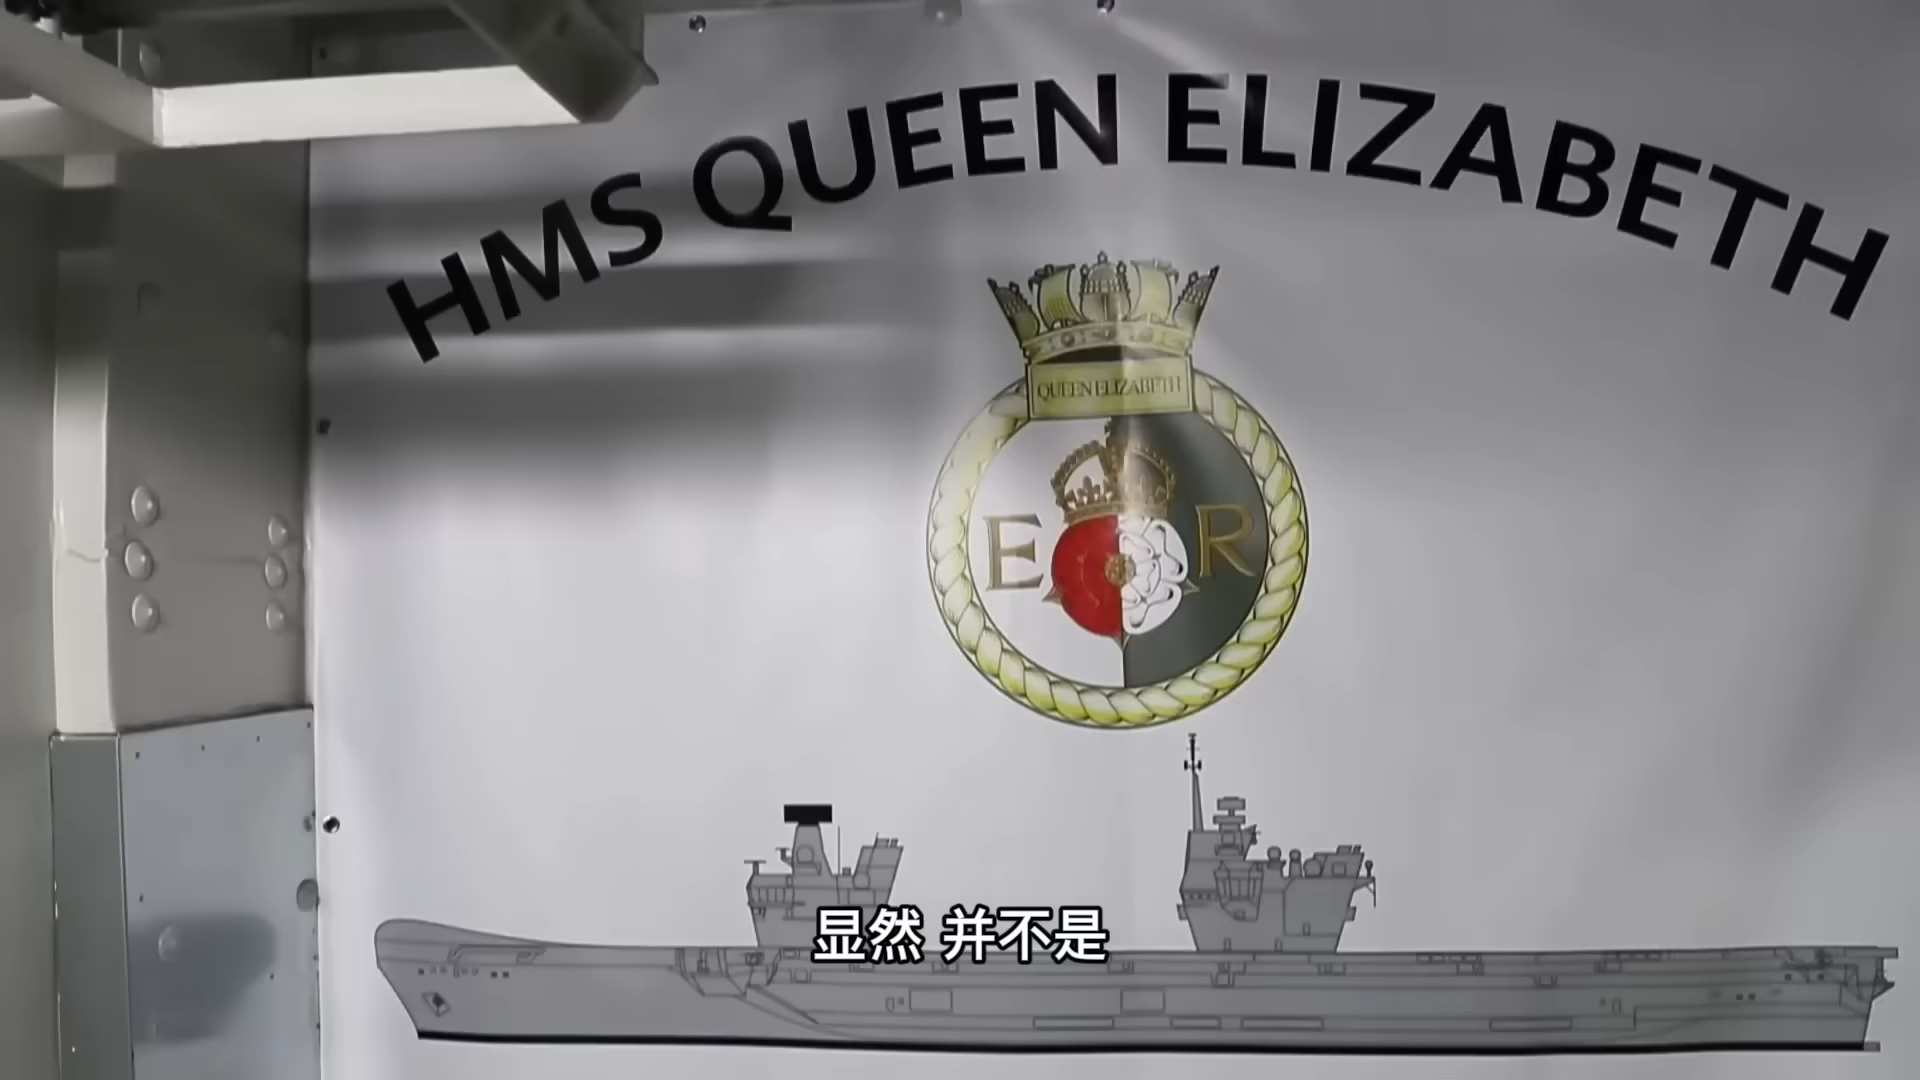 HMS QUEEN ELIZABETH
QUEEN ELIZABETH
E R
显然 并不是